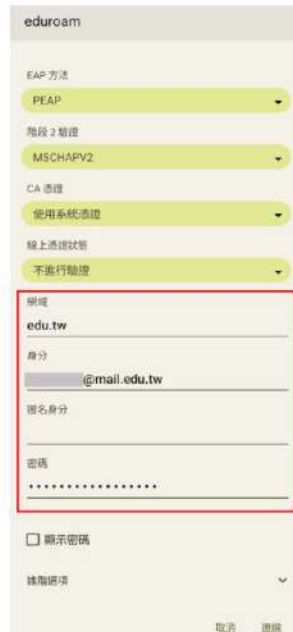 eduroam
EAP 方法
PEAP
階段 2 驗證
MSCHAPV2
CA 憑證
使用系統憑證
線上憑證狀態
不進行驗證
網域
edu.tw
身分
@mail.edu.tw
匿名身分
密碼
•••••••••••••••••
顯示密碼
進階選項
取消 連線